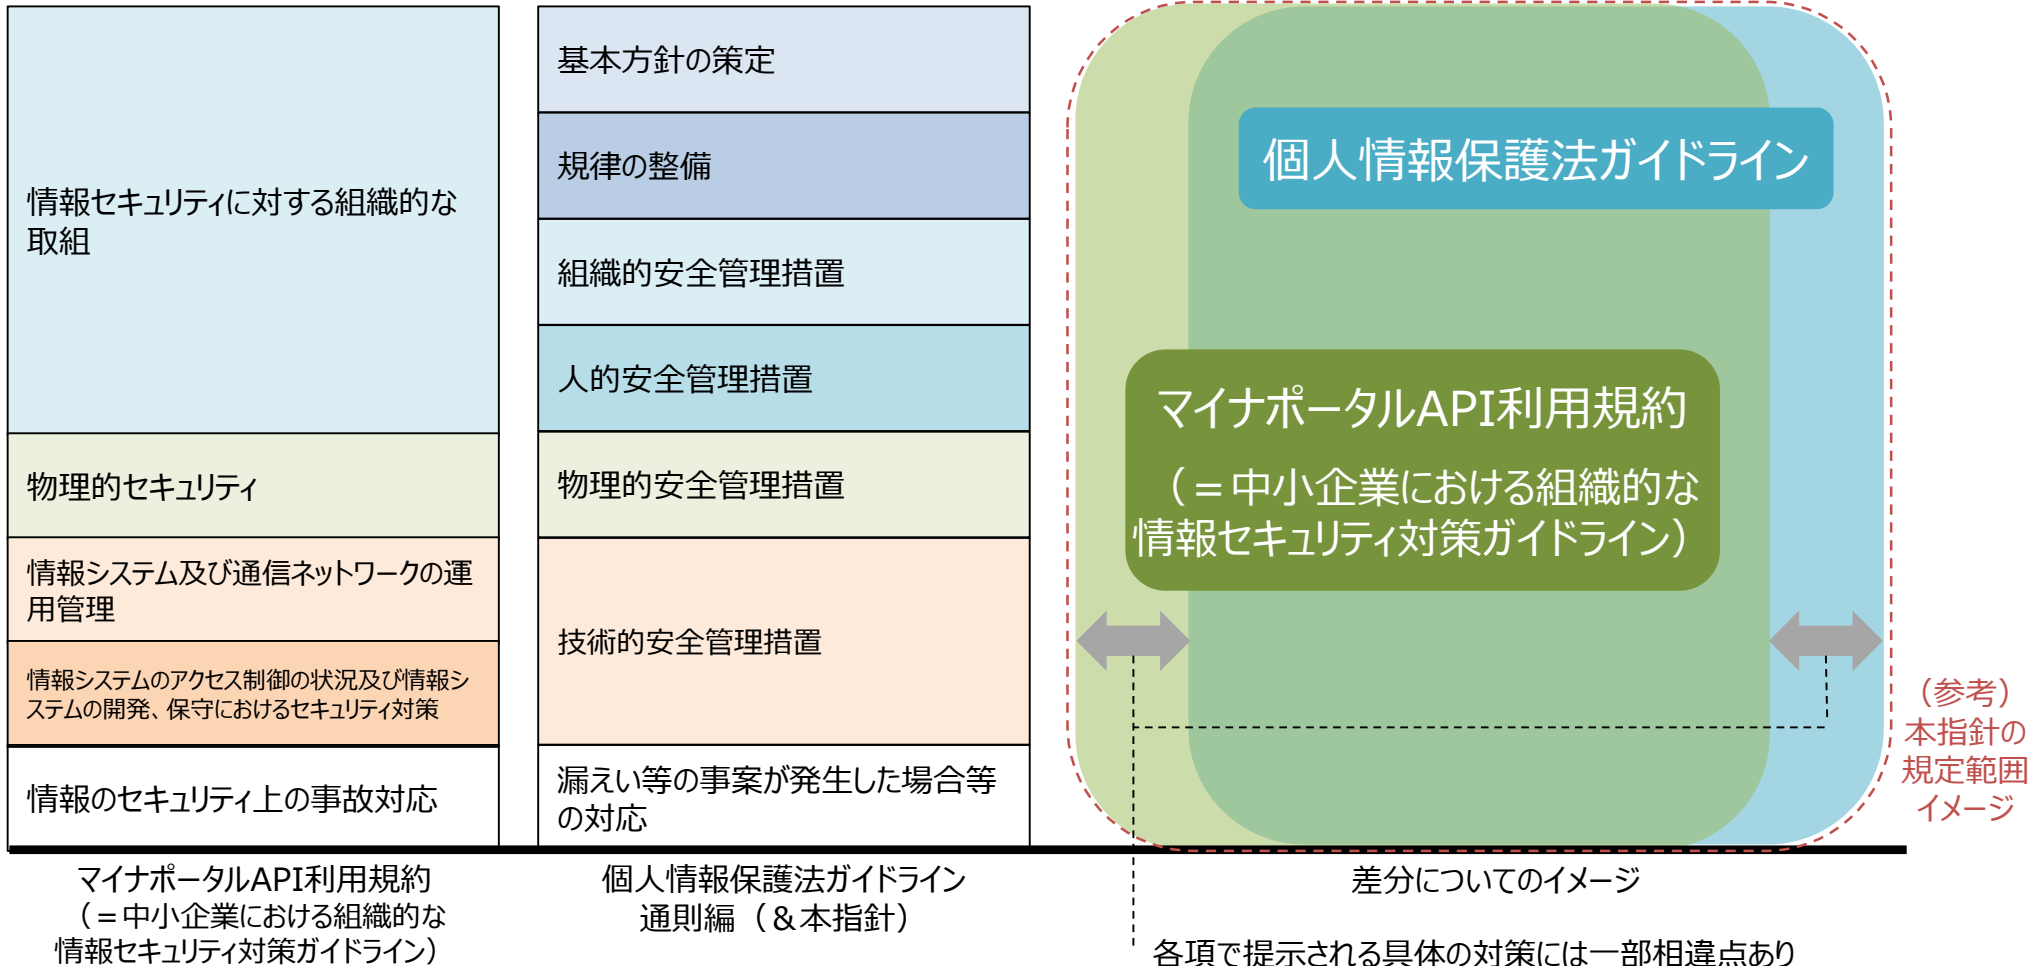 情報セキュリティに対する組織的な
取組
物理的セキュリティ
情報システム及び通信ネットワークの運
用管理
情報システムのアクセス制御の状況及び情報シ
ステムの開発、保守におけるセキュリティ対策
情報のセキュリティ上の事故対応
マイナポータルAPI利用規約
（＝中小企業における組織的な
情報セキュリティ対策ガイドライン）
基本方針の策定
規律の整備
組織的安全管理措置
人的安全管理措置
物理的安全管理措置
技術的安全管理措置
漏えい等の事案が発生した場合等
の対応
個人情報保護法ガイドライン
通則編（＆本指針）
個人情報保護法ガイドライン
マイナポータルAPI利用規約
（＝中小企業における組織的な
情報セキュリティ対策ガイドライン）
（参考）
本指針の
規定範囲
イメージ
差分についてのイメージ
各項で提示される具体の対策には一部相違点あり